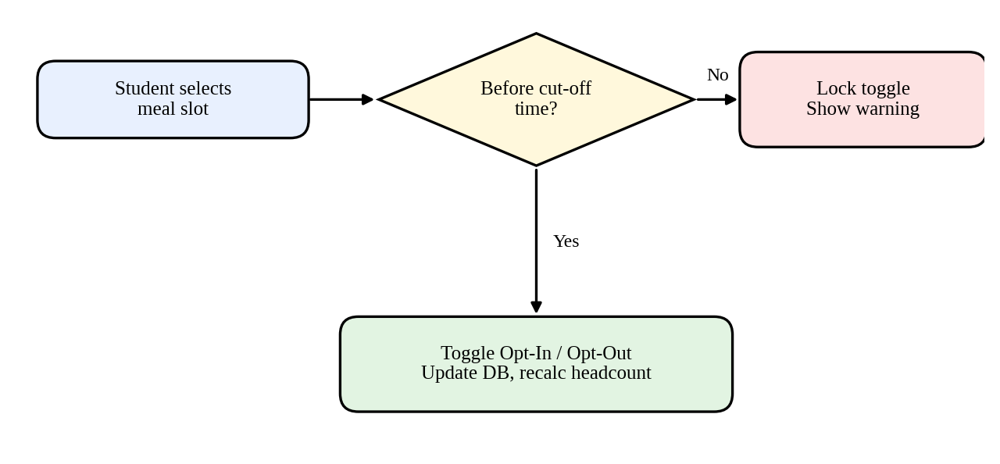 Student selects
meal slot
Before cut-off
time?
No
Lock toggle
Show warning
Yes
Toggle Opt-In / Opt-Out
Update DB, recalc headcount